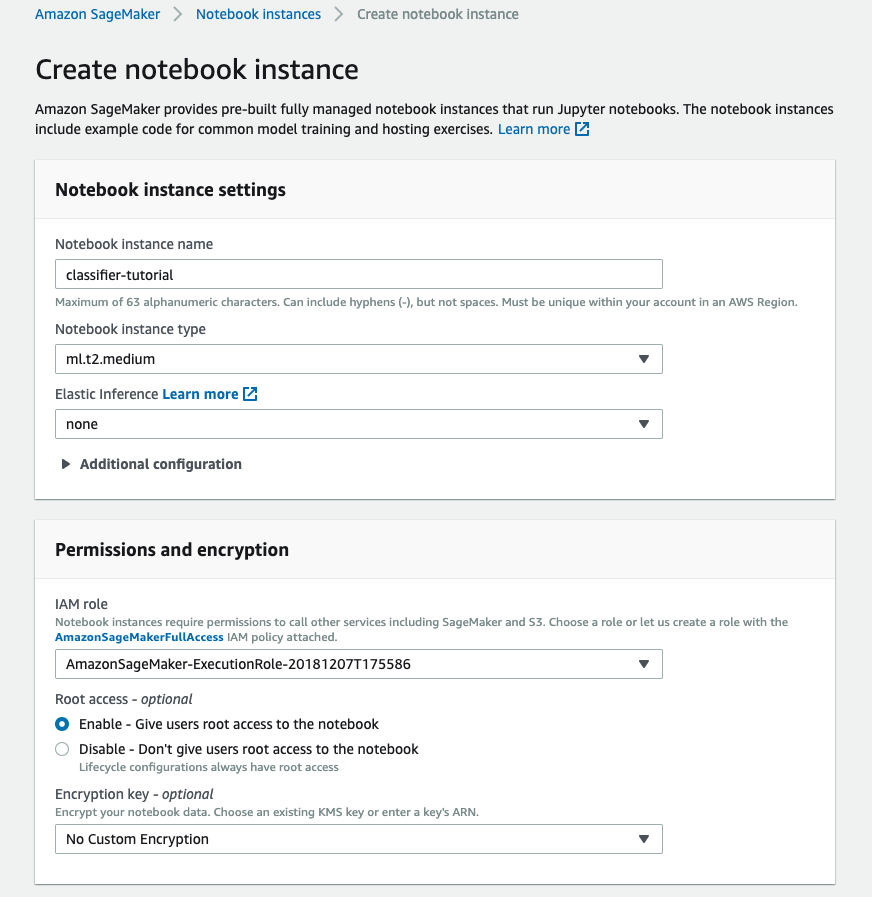 Amazon SageMaker > Notebook instances > Create notebook instance
Create notebook instance
Amazon SageMaker provides pre-built fully managed notebook instances that run Jupyter notebooks. The notebook instances
include example code for common model training and hosting exercises. Learn more
Notebook instance settings
Notebook instance name
classifier-tutorial
Maximum of 63 alphanumeric characters. Can include hyphens (-), but not spaces. Must be unique within your account in an AWS Region.
Notebook instance type
ml.t2.medium
Elastic Inference Learn more
none
Additional configuration
Permissions and encryption
IAM role
Notebook instances require permissions to call other services including SageMaker and S3. Choose a role or let us create a role with the
AmazonSageMakerFullAccess IAM policy attached.
AmazonSageMaker-ExecutionRole-20181207T175586
Root access - optional
Enable - Give users root access to the notebook
Disable - Don't give users root access to the notebook
Lifecycle configurations always have root access
Encryption key - optional
Encrypt your notebook data. Choose an existing KMS key or enter a key's ARN.
No Custom Encryption